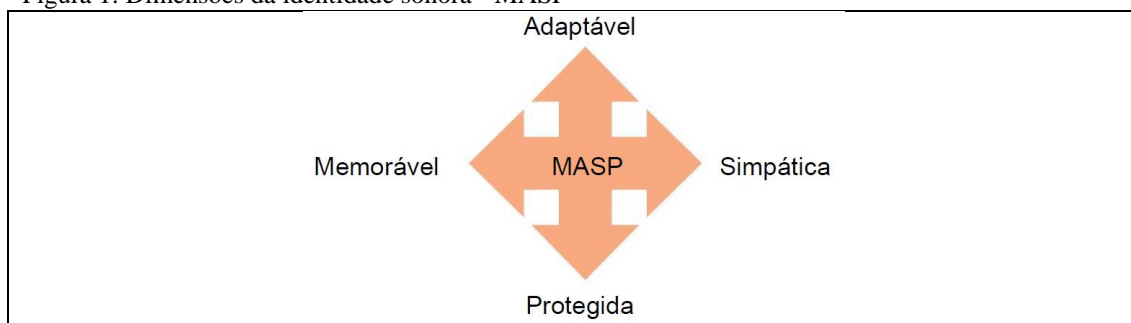 Figura 1: Dimensões da identidade sonora - MASP
Adaptável
Memorável
MASP
Simpática
Protegida